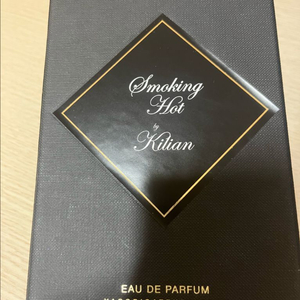 Smoking
Hot
by
Kilian
EAU DE PARFUM